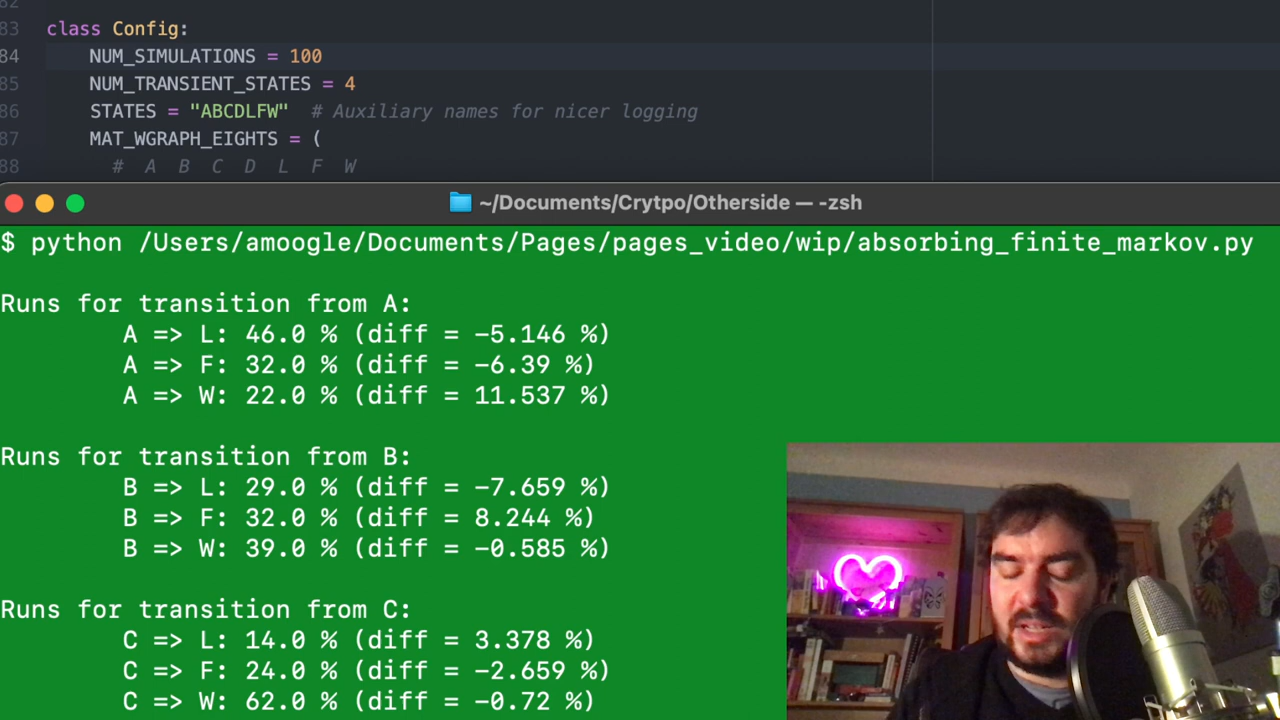 82
83 class Config:
84 NUM_SIMULATIONS = 100
85 NUM_TRANSIENT_STATES = 4
86 STATES = "ABCDLFW"  # Auxiliary names for nicer logging
87 MAT_WGRAPH_EIGHTS = (
88 # A B C D L F W
~/Documents/Crytpo/Otherside — -zsh
$ python /Users/amoogle/Documents/Pages/pages_video/wip/absorbing_finite_markov.py
Runs for transition from A:
A => L: 46.0 % (diff = -5.146 %)
A => F: 32.0 % (diff = -6.39 %)
A => W: 22.0 % (diff = 11.537 %)
Runs for transition from B:
B => L: 29.0 % (diff = -7.659 %)
B => F: 32.0 % (diff = 8.244 %)
B => W: 39.0 % (diff = -0.585 %)
Runs for transition from C:
C => L: 14.0 % (diff = 3.378 %)
C => F: 24.0 % (diff = -2.659 %)
C => W: 62.0 % (diff = -0.72 %)